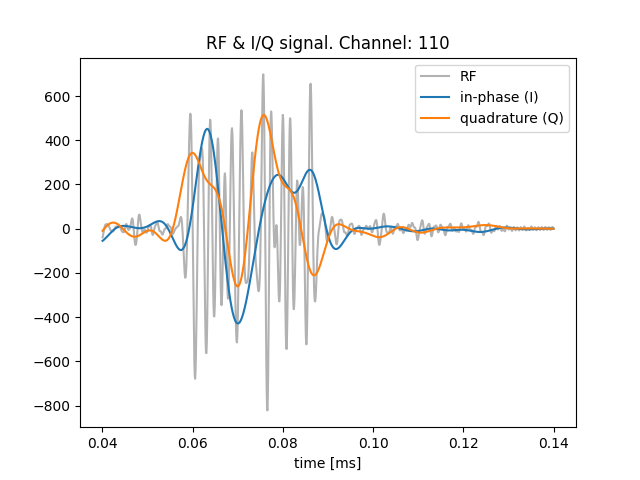 RF & I/Q signal. Channel: 110
RF
in-phase (I)
quadrature (Q)
600
400
200
0
−200
−400
−600
−800
0.04
0.06
0.08
0.10
0.12
0.14
time [ms]